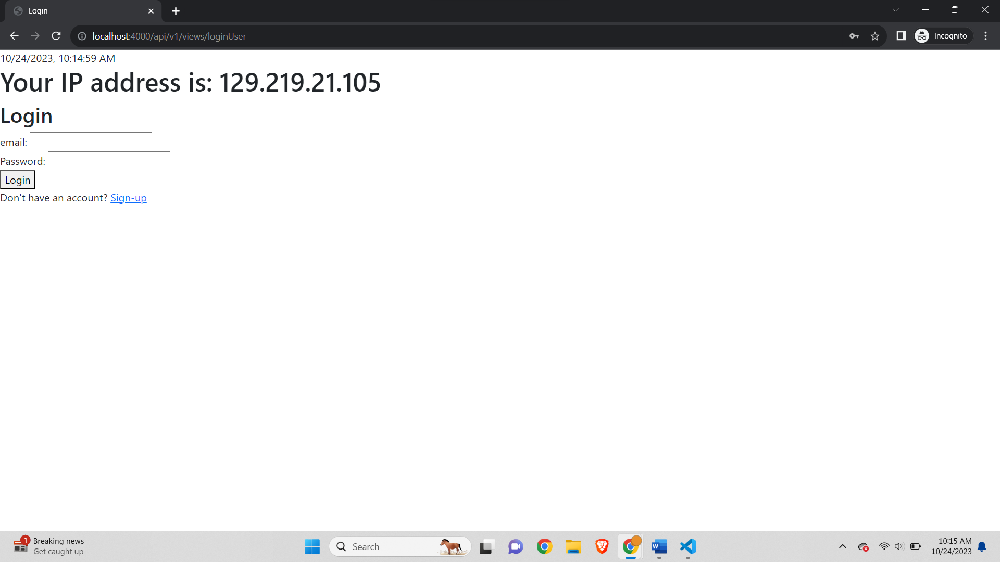 Login
localhost:4000/api/v1/views/loginUser
Incognito
10/24/2023, 10:14:59 AM
Your IP address is: 129.219.21.105
Login
email:
Password:
Login
Don't have an account? Sign-up
1
Breaking news
Get caught up
Search
W
10:15 AM
10/24/2023